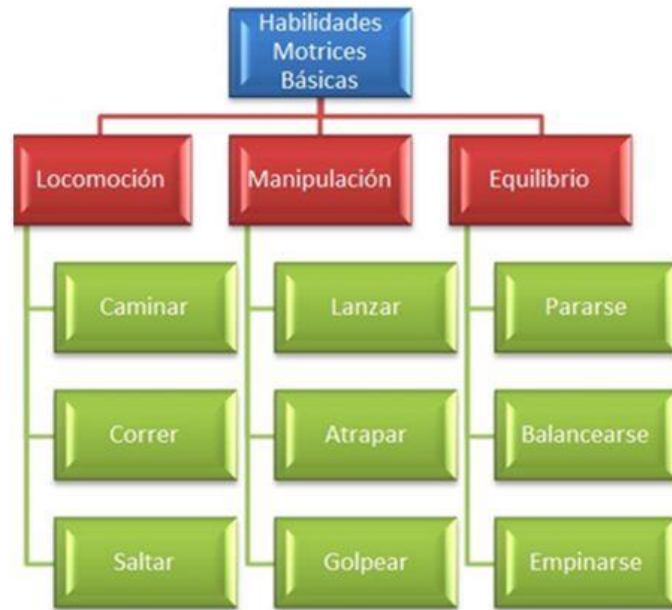 Habilidades
Motrices
Básicas
Locomoción
Manipulación
Equilibrio
Caminar
Lanzar
Pararse
Correr
Atrapar
Balancearse
Saltar
Golpear
Empinarse